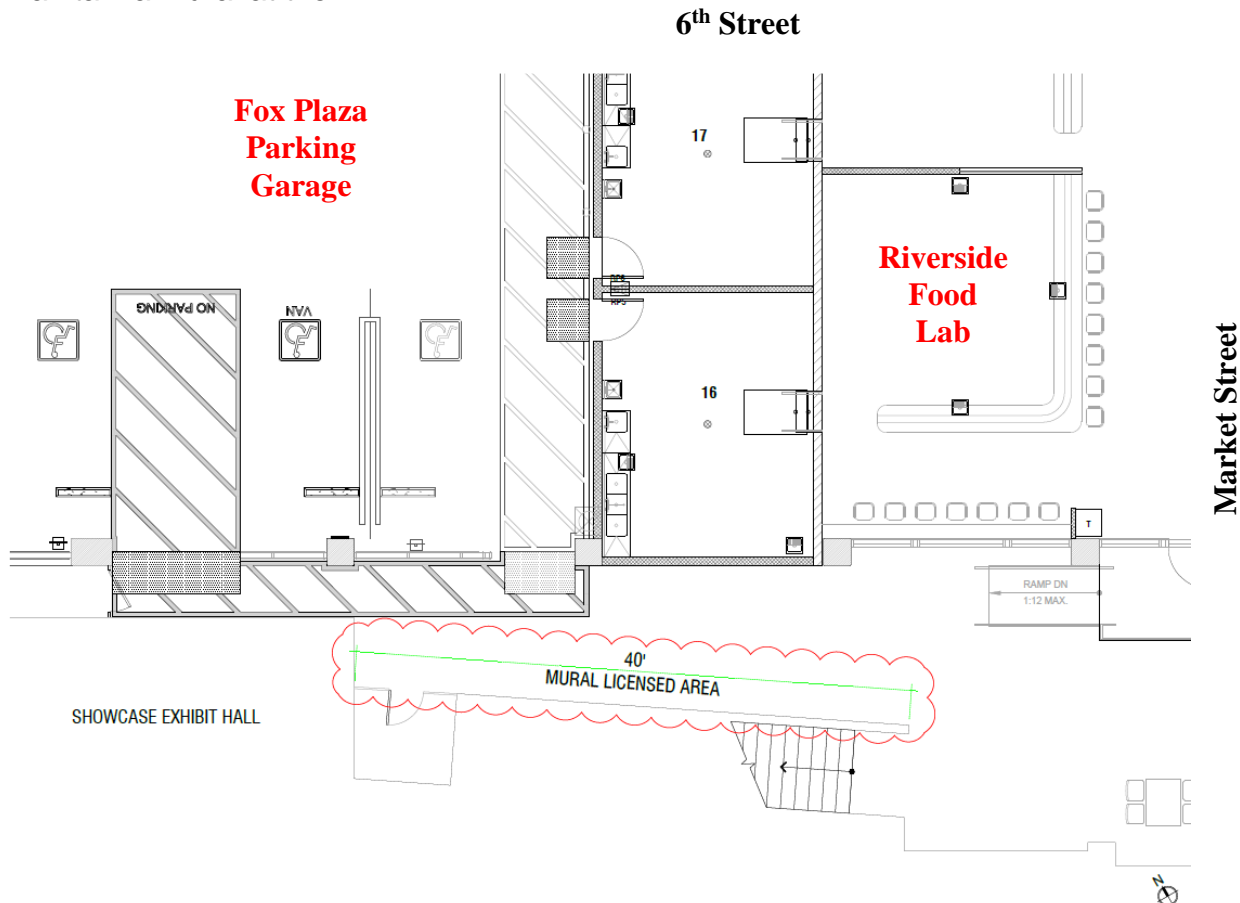 6th Street
Fox Plaza
Parking
Garage
17
Riverside
Food
Lab
NO PARKING
VAN
RP5
16
Market Street
T
RAMP DN
1:12 MAX.
40'
MURAL LICENSED AREA
SHOWCASE EXHIBIT HALL
N